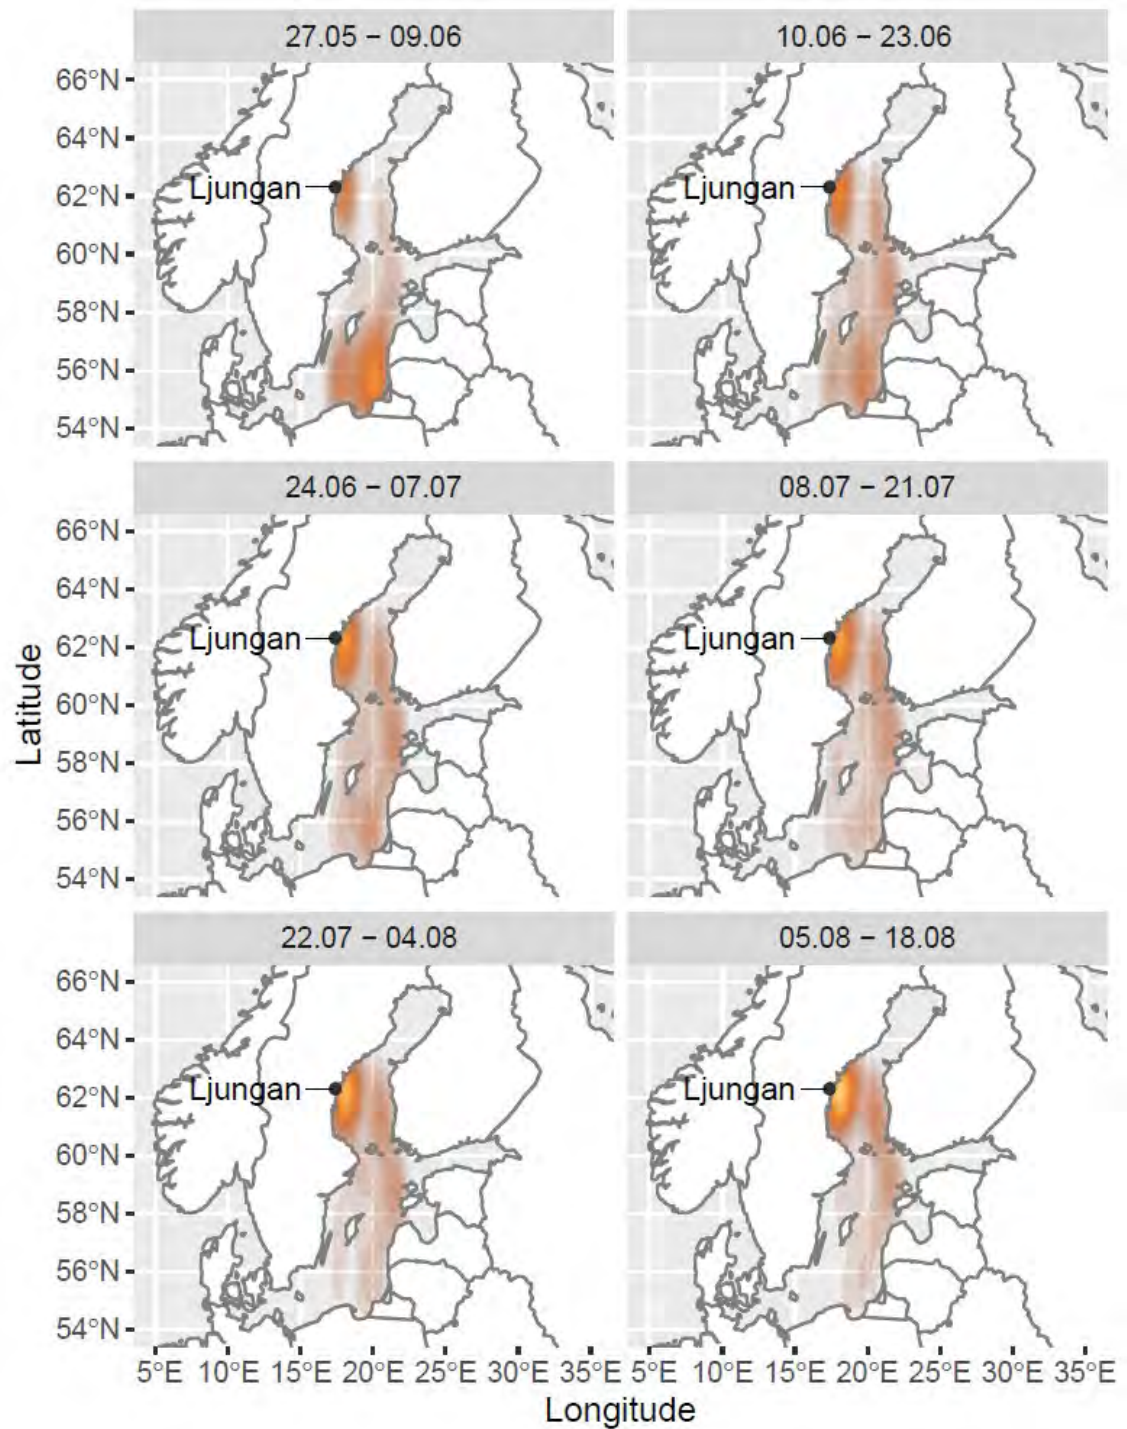 27.05 − 09.06
10.06 − 23.06
66°N
64°N
Ljungan
Ljungan
62°N
60°N
58°N
56°N
54°N
24.06 − 07.07
08.07 − 21.07
66°N
64°N
Ljungan
Ljungan
62°N
60°N
58°N
56°N
54°N
Latitude
22.07 − 04.08
05.08 − 18.08
66°N
64°N
Ljungan
Ljungan
62°N
60°N
58°N
56°N
54°N
5°E 10°E 15°E 20°E 25°E 30°E 35°E
5°E 10°E 15°E 20°E 25°E 30°E 35°E
Longitude